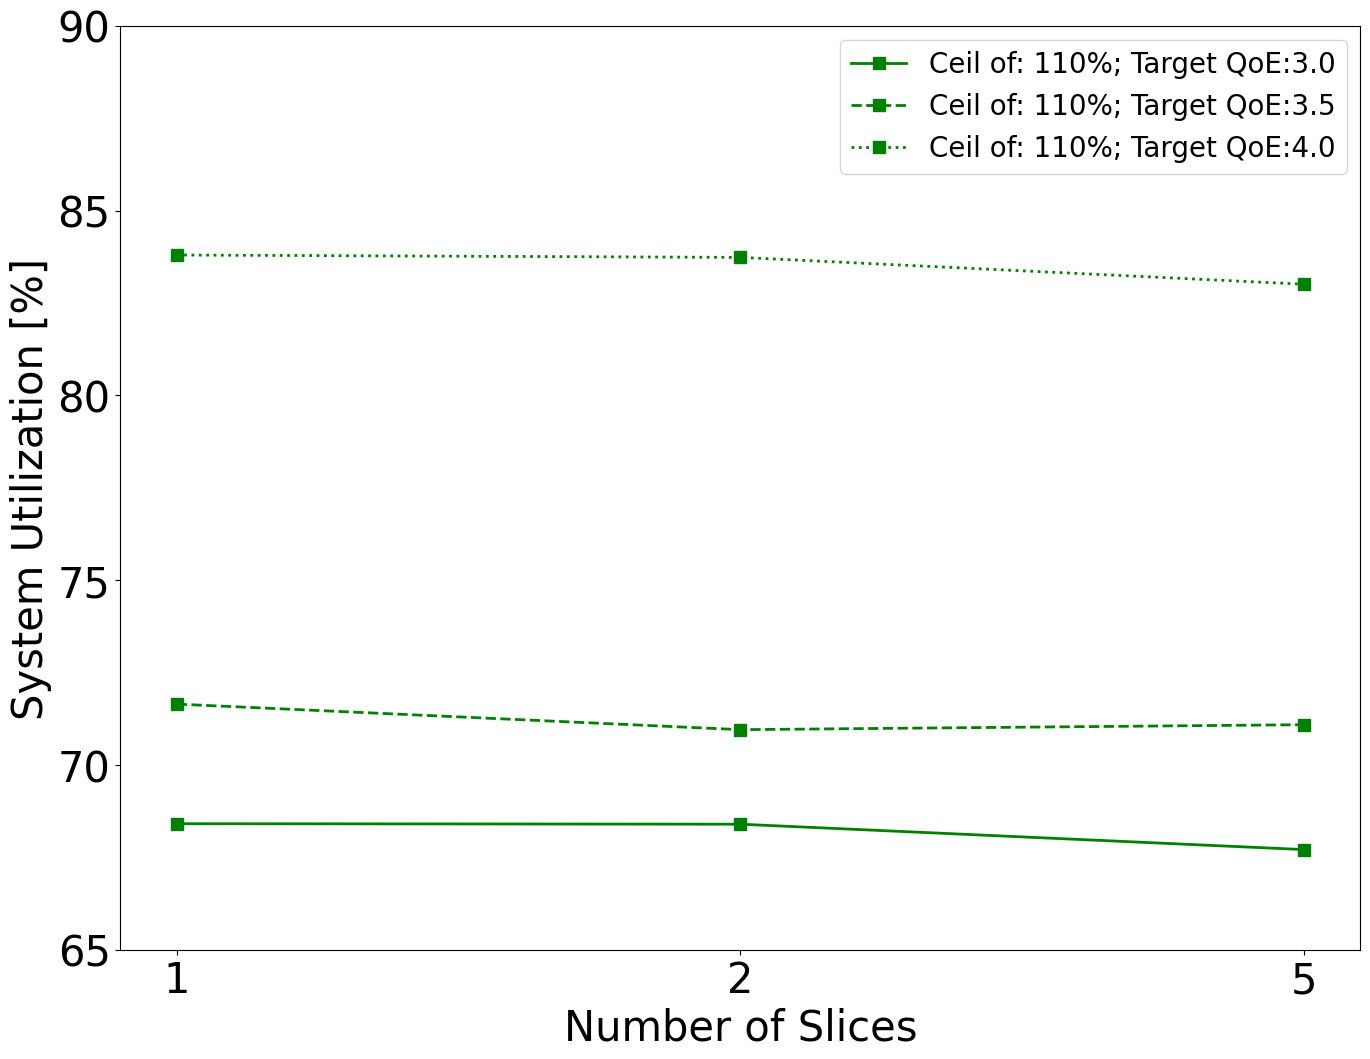 90
85
80
75
70
65
System Utilization [%]
Ceil of: 110%; Target QoE:3.0
Ceil of: 110%; Target QoE:3.5
Ceil of: 110%; Target QoE:4.0
1 2 5
Number of Slices